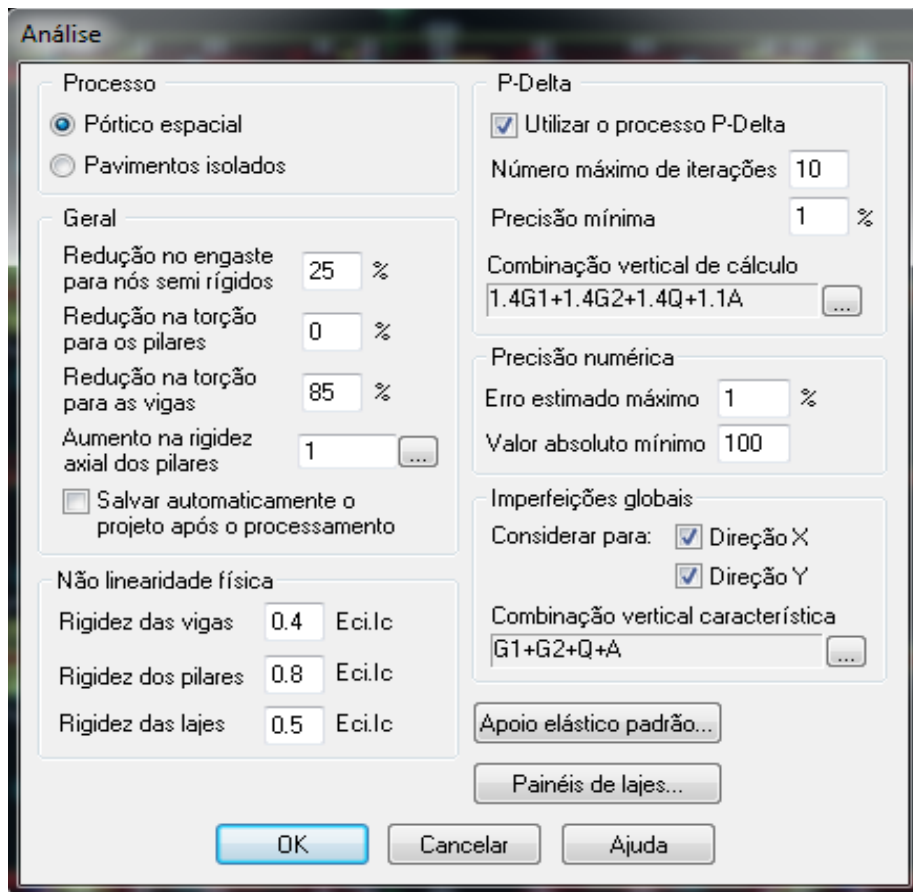 Análise
Processo
Pórtico espacial
Pavimentos isolados
Geral
Redução no engaste
para nós semi rígidos
25 %
Redução na torção
para os pilares
0 %
Redução na torção
para as vigas
85 %
Aumento na rigidez
axial dos pilares
1 ...
Salvar automaticamente o
projeto após o processamento
Não linearidade física
Rigidez das vigas 0.4 Eci.Ic
Rigidez dos pilares 0.8 Eci.Ic
Rigidez das lajes 0.5 Eci.Ic
P-Delta
Utilizar o processo P-Delta
Número máximo de iterações 10
Precisão mínima 1 %
Combinação vertical de cálculo
1.4G1+1.4G2+1.4Q+1.1A ...
Precisão numérica
Erro estimado máximo 1 %
Valor absoluto mínimo 100
Imperfeições globais
Considerar para: Direção X
Direção Y
Combinação vertical característica
G1+G2+Q+A ...
Apoio elástico padrão...
Painéis de lajes...
OK Cancelar Ajuda